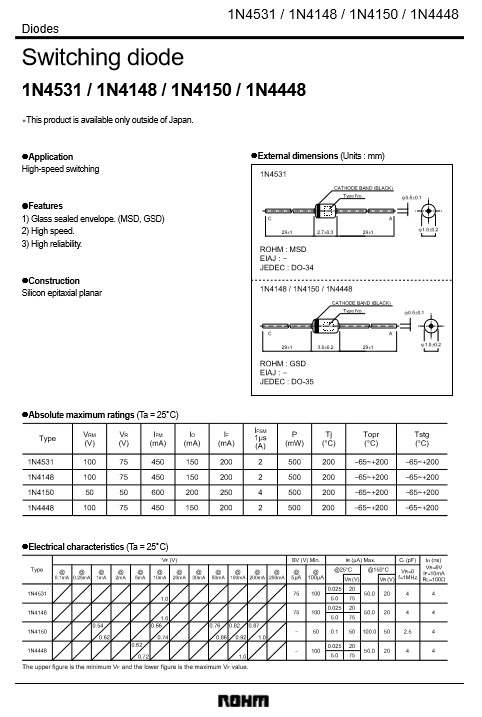 1N4531 / 1N4148 / 1N4150 / 1N4448
Diodes
Switching diode
1N4531 / 1N4148 / 1N4150 / 1N4448
∗This product is available only outside of Japan.
●Application
High-speed switching
●Features
1) Glass sealed envelope. (MSD, GSD)
2) High speed.
3) High reliability.
●Construction
Silicon epitaxial planar
●External dimensions (Units : mm)
1N4531
CATHODE BAND (BLACK)
Type No.
φ0.5±0.1
C A
29±1 2.7±0.3 29±1
φ1.8±0.2
ROHM : MSD
EIAJ : −
JEDEC : DO-34
1N4148 / 1N4150 / 1N4448
CATHODE BAND (BLACK)
Type No.
φ0.5±0.1
C A
29±1 3.8±0.2 29±1
φ1.8±0.2
ROHM : GSD
EIAJ : −
JEDEC : DO-35
●Absolute maximum ratings (Ta = 25°C)
Type VRM (V) VR (V) IFM (mA) IO (mA) IF (mA) IFSM 1μs (A) P (mW) Tj (°C) Topr (°C) Tstg (°C)
1N4531 100 75 450 150 200 2 500 200 −65~+200 −65~+200
1N4148 100 75 450 150 200 2 500 200 −65~+200 −65~+200
1N4150 50 50 600 200 250 4 500 200 −65~+200 −65~+200
1N4448 100 75 450 150 200 2 500 200 −65~+200 −65~+200
●Electrical characteristics (Ta = 25°C)
Type VF (V) BV (V) Min. IR (μA) Max. CT (pF) trr (ns)
@ 0.1mA @ 0.25mA @ 1mA @ 2mA @ 5mA @ 10mA @ 20mA @ 30mA @ 50mA @ 100mA @ 200mA @ 250mA @ 5μA @ 100μA @25°C VR (V) @150°C VR (V) VR=0 f=1MHz VR=6V IF=10mA RL=100Ω
1N4531 1.0 75 100 0.025 20 5.0 75 50.0 20 4 4
1N4148 1.0 75 100 0.025 20 5.0 75 50.0 20 4 4
1N4150 0.54 0.62 0.66 0.74 0.76 0.86 0.82 0.92 0.87 1.0 − 50 0.1 50 100.0 50 2.5 4
1N4448 0.62 0.72 1.0 − 100 0.025 20 5.0 75 50.0 20 4 4
The upper figure is the minimum VF and the lower figure is the maximum VF value.
ROHM